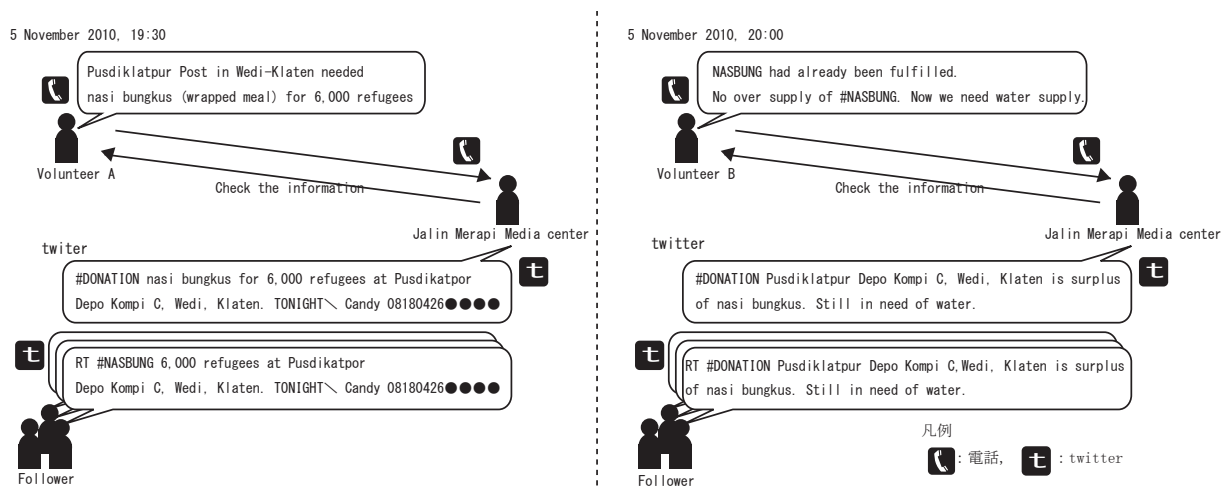 5 November 2010, 19:30
Pusdiklatpur Post in Wedi-Klaten needed
nasi bungkus (wrapped meal) for 6,000 refugees
Volunteer A
Check the information
Jalin Merapi Media center
twiter
#DONATION nasi bungkus for 6,000 refugees at Pusdikatpor
Depo Kompi C, Wedi, Klaten. TONIGHT＼ Candy 08180426●●●●
t
t
RT #NASBUNG 6,000 refugees at Pusdikatpor
Depo Kompi C, Wedi, Klaten. TONIGHT＼ Candy 08180426●●●●
Follower
5 November 2010, 20:00
NASBUNG had already been fulfilled.
No over supply of #NASBUNG. Now we need water supply.
Volunteer B
Check the information
Jalin Merapi Media center
twitter
#DONATION Pusdiklatpur Depo Kompi C, Wedi, Klaten is surplus
of nasi bungkus. Still in need of water.
t
t
RT #DONATION Pusdiklatpur Depo Kompi C,Wedi, Klaten is surplus
of nasi bungkus. Still in need of water.
Follower
凡例
: 電話, t : twitter